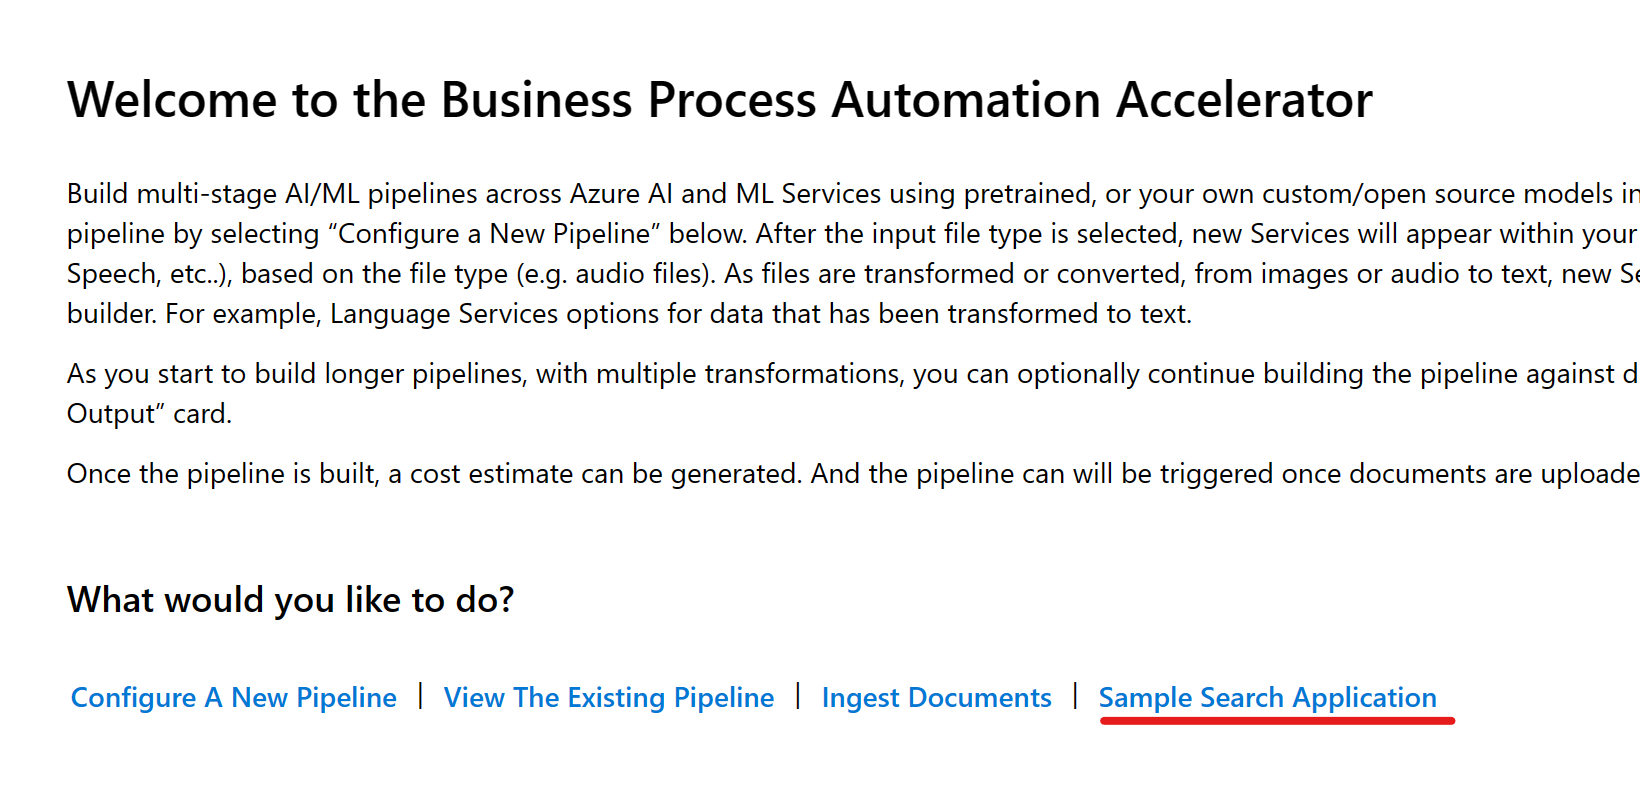 Welcome to the Business Process Automation Accelerator
Build multi-stage AI/ML pipelines across Azure AI and ML Services using pretrained, or your own custom/open source models in
pipeline by selecting “Configure a New Pipeline” below. After the input file type is selected, new Services will appear within your
Speech, etc..), based on the file type (e.g. audio files). As files are transformed or converted, from images or audio to text, new
builder. For example, Language Services options for data that has been transformed to text.
As you start to build longer pipelines, with multiple transformations, you can optionally continue building the pipeline against
Output” card.
Once the pipeline is built, a cost estimate can be generated. And the pipeline can will be triggered once documents are
What would you like to do?
Configure A New Pipeline | View The Existing Pipeline | Ingest Documents | Sample Search Application